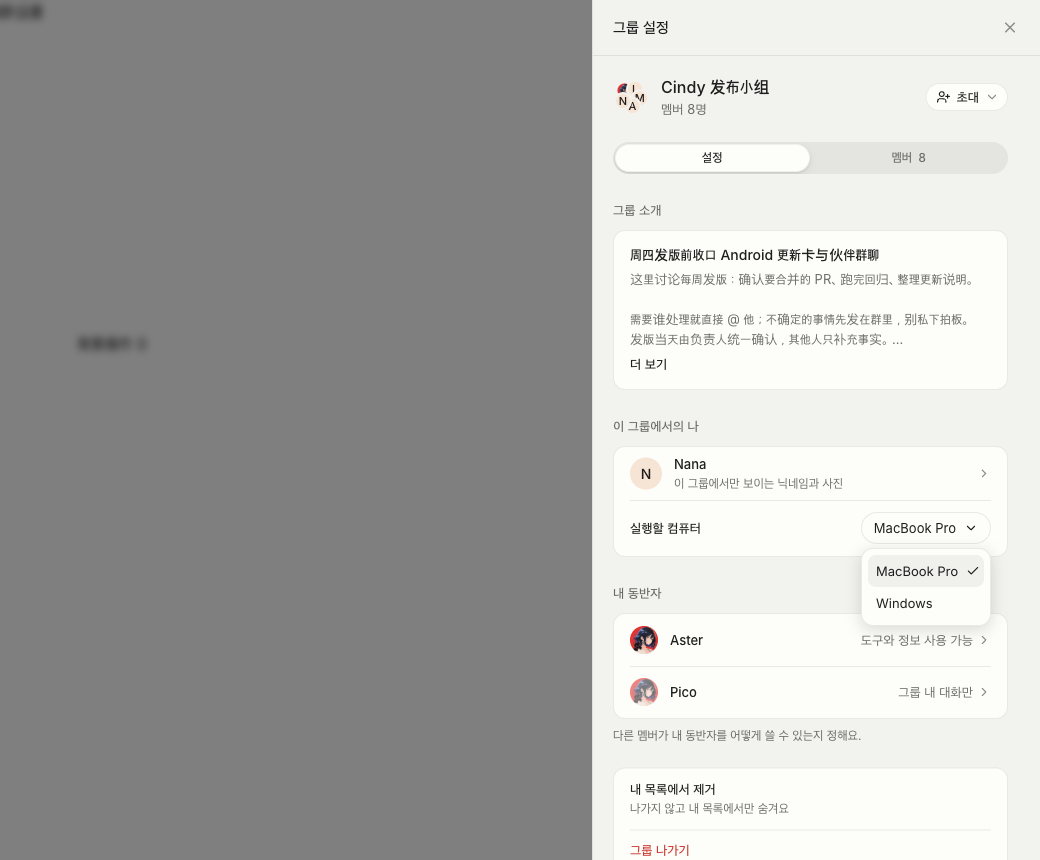 그룹 설정
Cindy 发布小组
멤버 8명
초대
설정
멤버 8
그룹 소개
周四发版前收口 Android 更新卡与伙伴群聊
这里讨论每周发版：确认要合并的 PR、跑完回归、整理更新说明。
需要谁处理就直接 @ 他；不确定的事情先发在群里，别私下拍板。
发版当天由负责人统一确认，其他人只补充事实。...
더 보기
이 그룹에서의 나
N
Nana
이 그룹에서만 보이는 닉네임과 사진
실행할 컴퓨터
MacBook Pro
MacBook Pro
Windows
내 동반자
Aster
도구와 정보 사용 가능
Pico
그룹 내 대화만
다른 멤버가 내 동반자를 어떻게 쓸 수 있는지 정해요.
내 목록에서 제거
나가지 않고 내 목록에서만 숨겨요
그룹 나가기